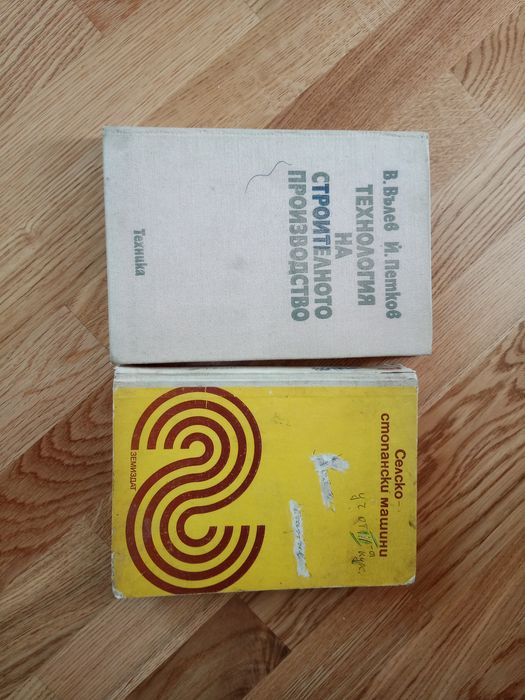 В. Вълев Й. Петков
ТЕХНОЛОГИЯ
НА
СТРОИТЕЛНОТО
ПРОИЗВОДСТВО
Техника
Селско-
стопански машини
ЗЕМИЗДАТ